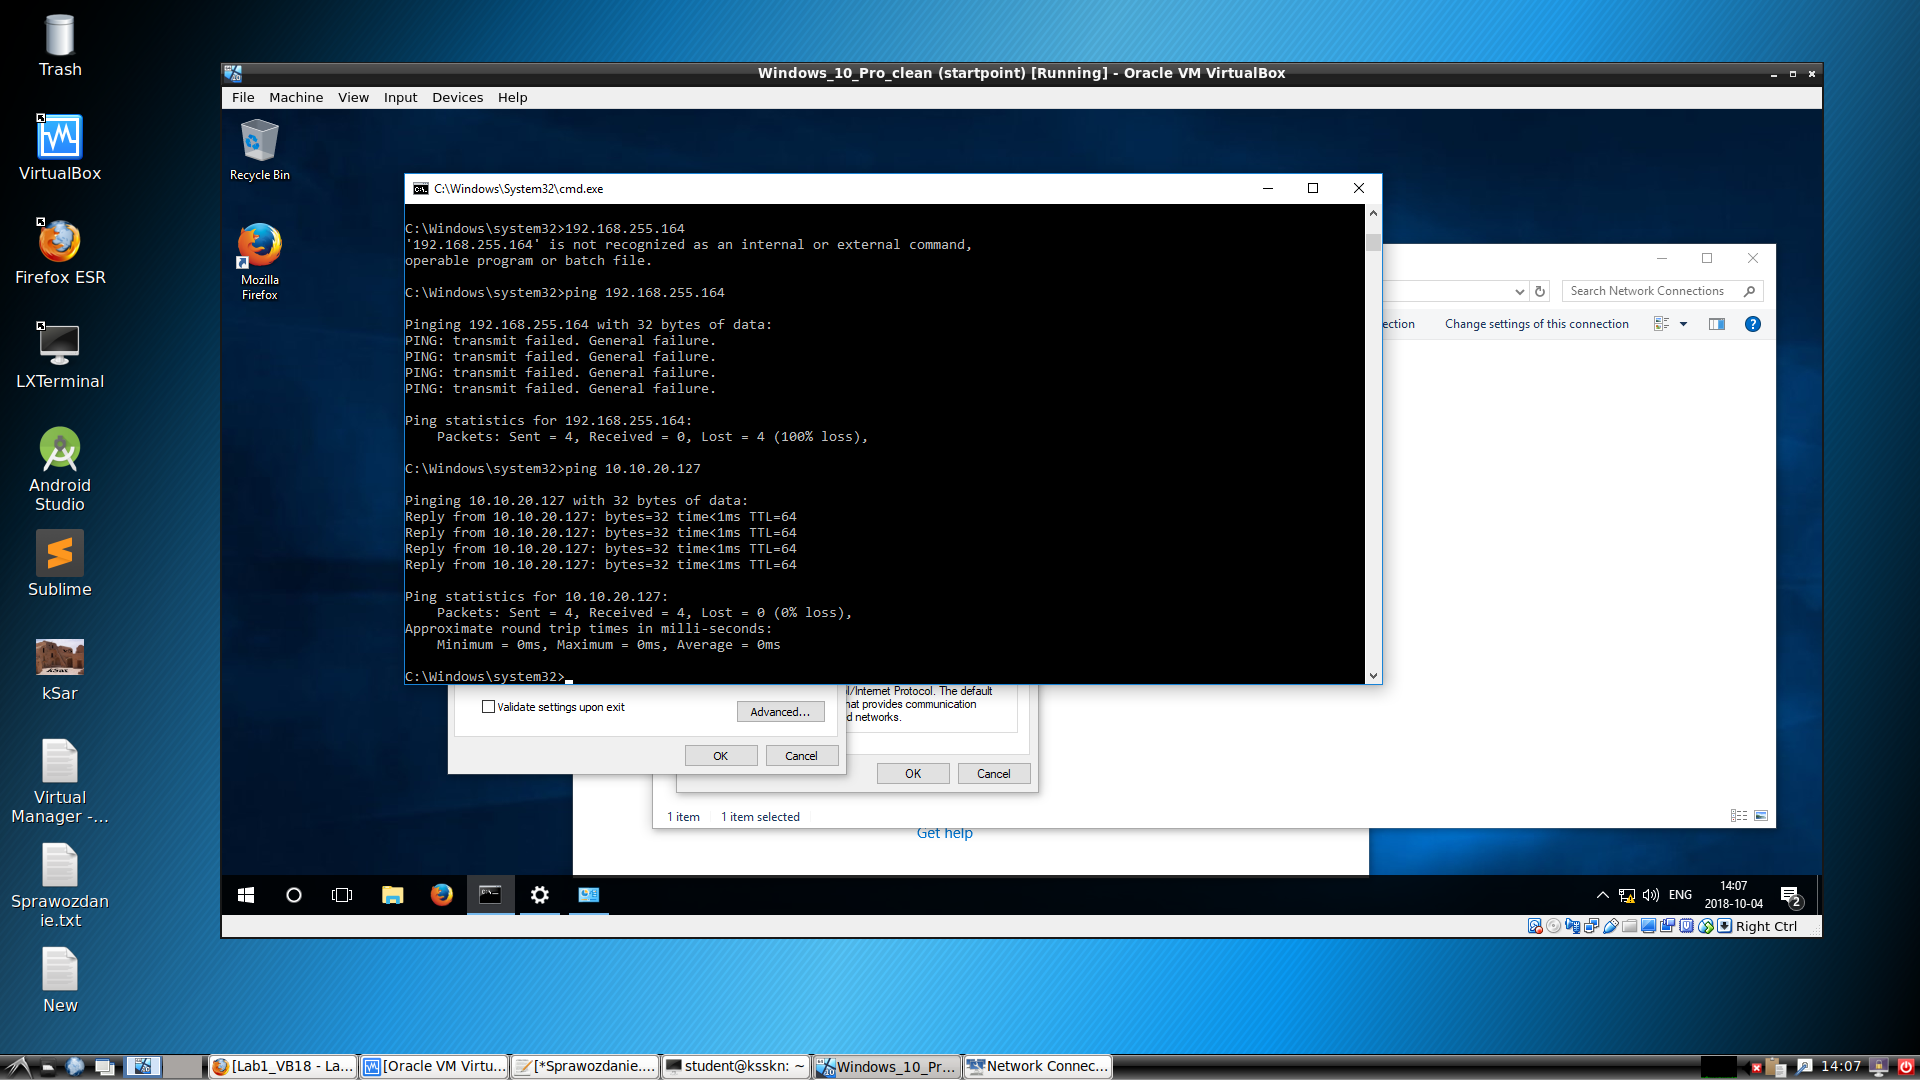 Trash
VirtualBox
Firefox ESR
LXTerminal
Android
Studio
Sublime
kSar
Virtual
Manager -...
Sprawozdan
ie.txt
New
Windows_10_Pro_clean (startpoint) [Running] - Oracle VM VirtualBox
File Machine View Input Devices Help
Recycle Bin
Mozilla
Firefox
C:\Windows\System32\cmd.exe
C:\Windows\system32>192.168.255.164
'192.168.255.164' is not recognized as an internal or external command,
operable program or batch file.
C:\Windows\system32>ping 192.168.255.164
Pinging 192.168.255.164 with 32 bytes of data:
PING: transmit failed. General failure.
PING: transmit failed. General failure.
PING: transmit failed. General failure.
PING: transmit failed. General failure.
Ping statistics for 192.168.255.164:
Packets: Sent = 4, Received = 0, Lost = 4 (100% loss),
C:\Windows\system32>ping 10.10.20.127
Pinging 10.10.20.127 with 32 bytes of data:
Reply from 10.10.20.127: bytes=32 time<1ms TTL=64
Reply from 10.10.20.127: bytes=32 time<1ms TTL=64
Reply from 10.10.20.127: bytes=32 time<1ms TTL=64
Reply from 10.10.20.127: bytes=32 time<1ms TTL=64
Ping statistics for 10.10.20.127:
Packets: Sent = 4, Received = 4, Lost = 0 (0% loss),
Approximate round trip times in milli-seconds:
Minimum = 0ms, Maximum = 0ms, Average = 0ms
C:\Windows\system32>
Search Network Connections
ection Change settings of this connection
Validate settings upon exit
Advanced...
OK Cancel
l/Internet Protocol. The default
hat provides communication
d networks.
OK Cancel
1 item 1 item selected
Get help
ENG
14:07
2018-10-04
2
Right Ctrl
[Lab1_VB18 - La...
[Oracle VM Virtu...
[*Sprawozdanie....
student@ksskn: ~
Windows_10_Pr...
Network Connec...
14:07